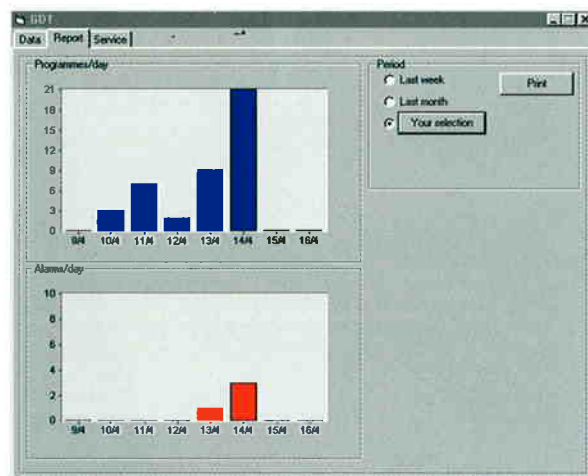 GDT
Data Report Service
Programmes/day
21
18
15
12
9
6
3
0
9/4 10/4 11/4 12/4 13/4 14/4 15/4 16/4
Alarms/day
10
8
6
4
2
0
9/4 10/4 11/4 12/4 13/4 14/4 15/4 16/4
Period
Last week
Print
Last month
Your selection